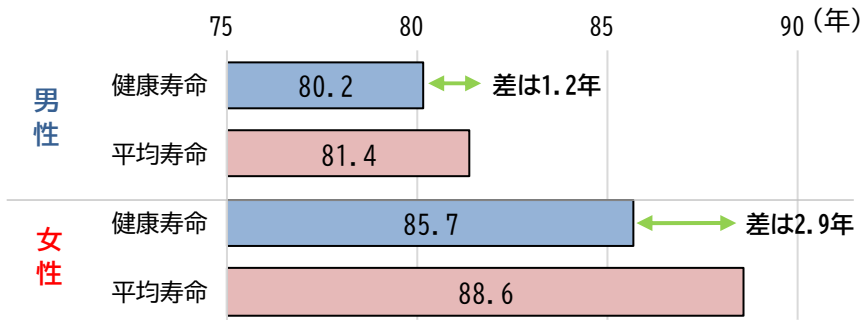 75 80 85 90 (年)
男性
健康寿命 80.2 差は1.2年
平均寿命 81.4
女性
健康寿命 85.7 差は2.9年
平均寿命 88.6